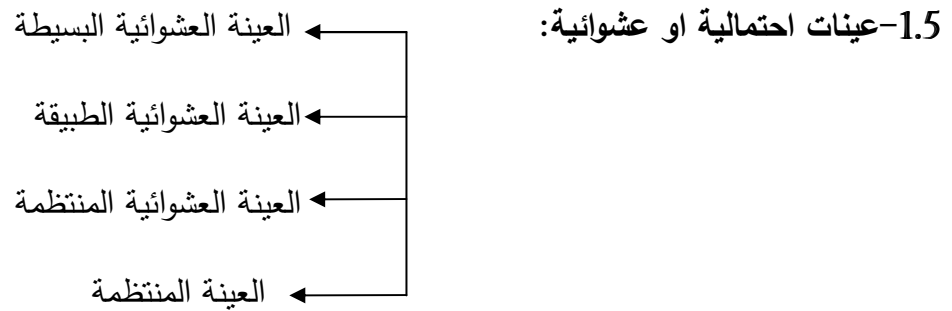 1.5-عينات احتمالية او عشوائية:
العينة العشوائية البسيطة
العينة العشوائية الطبيقة
العينة العشوائية المنتظمة
العينة المنتظمة